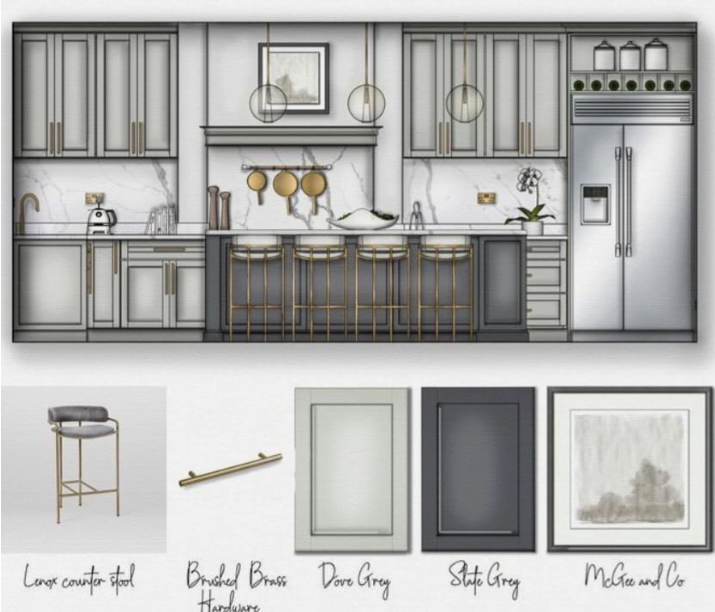 Lenox counter stool
Brushed Brass
Hardware
Dove Grey
Slate Grey
McGee and Co